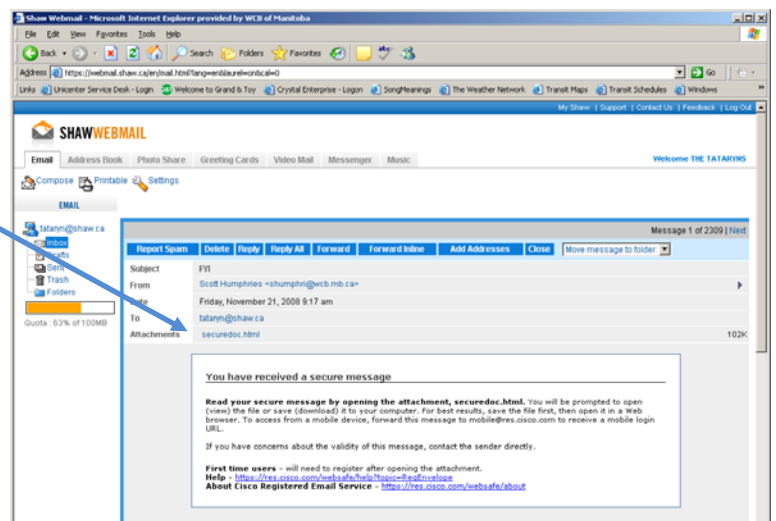 Shaw Webmail - Microsoft Internet Explorer provided by WCB of Manitoba
File Edit View Favorites Tools Help
Back Search Folders Favorites
Address https://webmail.shaw.ca/en/mail.html?lang=en&laurel=on&cal=0 Go
Links Unicenter Service Desk - Login Welcome to Grand & Toy Crystal Enterprise - Logon SongMeanings The Weather Network Transit Maps Transit Schedules Windows
My Shaw | Support | Contact Us | Feedback | Log Out
SHAWWEBMAIL
Email Address Book Photo Share Greeting Cards Video Mail Messenger Music Welcome THE TATARYNS
Compose Printable Settings
EMAIL
tataryn@shaw.ca
Inbox
Drafts
Sent
Trash
Folders
Quota : 63% of 100MB
Message 1 of 2309 | Next
Report Spam Delete Reply Reply All Forward Forward Inline Add Addresses Close Move message to folder:
Subject FYI
From Scott Humphries <shumphri@wcb.mb.ca>
Date Friday, November 21, 2008 9:17 am
To tataryn@shaw.ca
Attachments securedoc.html 102K
You have received a secure message
Read your secure message by opening the attachment, securedoc.html. You will be prompted to open
(view) the file or save (download) it to your computer. For best results, save the file first, then open it in a Web
browser. To access from a mobile device, forward this message to mobile@res.cisco.com to receive a mobile login
URL.
If you have concerns about the validity of this message, contact the sender directly.
First time users - will need to register after opening the attachment.
Help - https://res.cisco.com/websafe/help?topic=RegEnvelope
About Cisco Registered Email Service - https://res.cisco.com/websafe/about